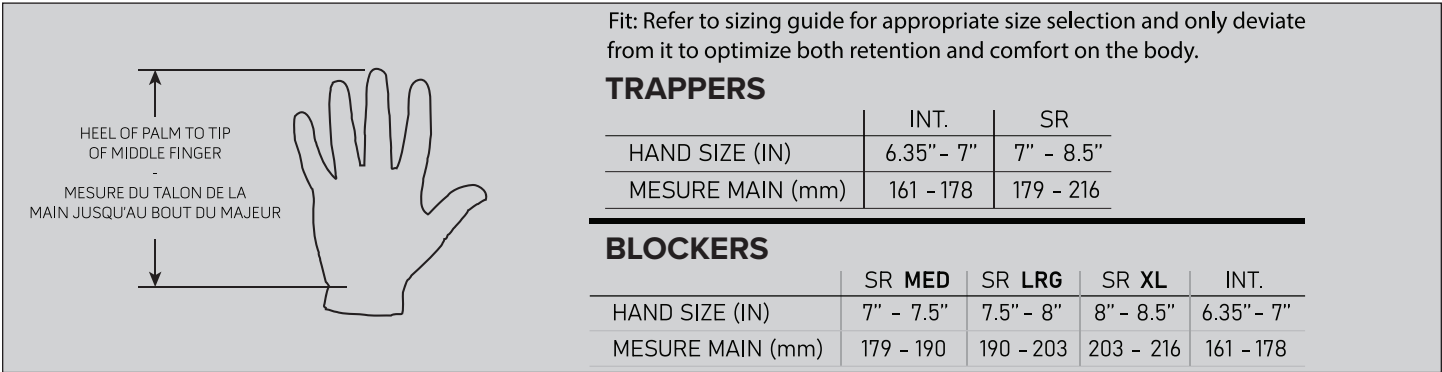 HEEL OF PALM TO TIP
OF MIDDLE FINGER
-
MESURE DU TALON DE LA
MAIN JUSQU'AU BOUT DU MAJEUR
Fit: Refer to sizing guide for appropriate size selection and only deviate
from it to optimize both retention and comfort on the body.
TRAPPERS
INT. SR
HAND SIZE (IN) 6.35”- 7” 7” - 8.5”
MESURE MAIN (mm) 161 - 178 179 - 216
BLOCKERS
SR MED SR LRG SR XL INT.
HAND SIZE (IN) 7” - 7.5” 7.5”- 8” 8” - 8.5” 6.35”- 7”
MESURE MAIN (mm) 179 - 190 190 - 203 203 - 216 161 - 178